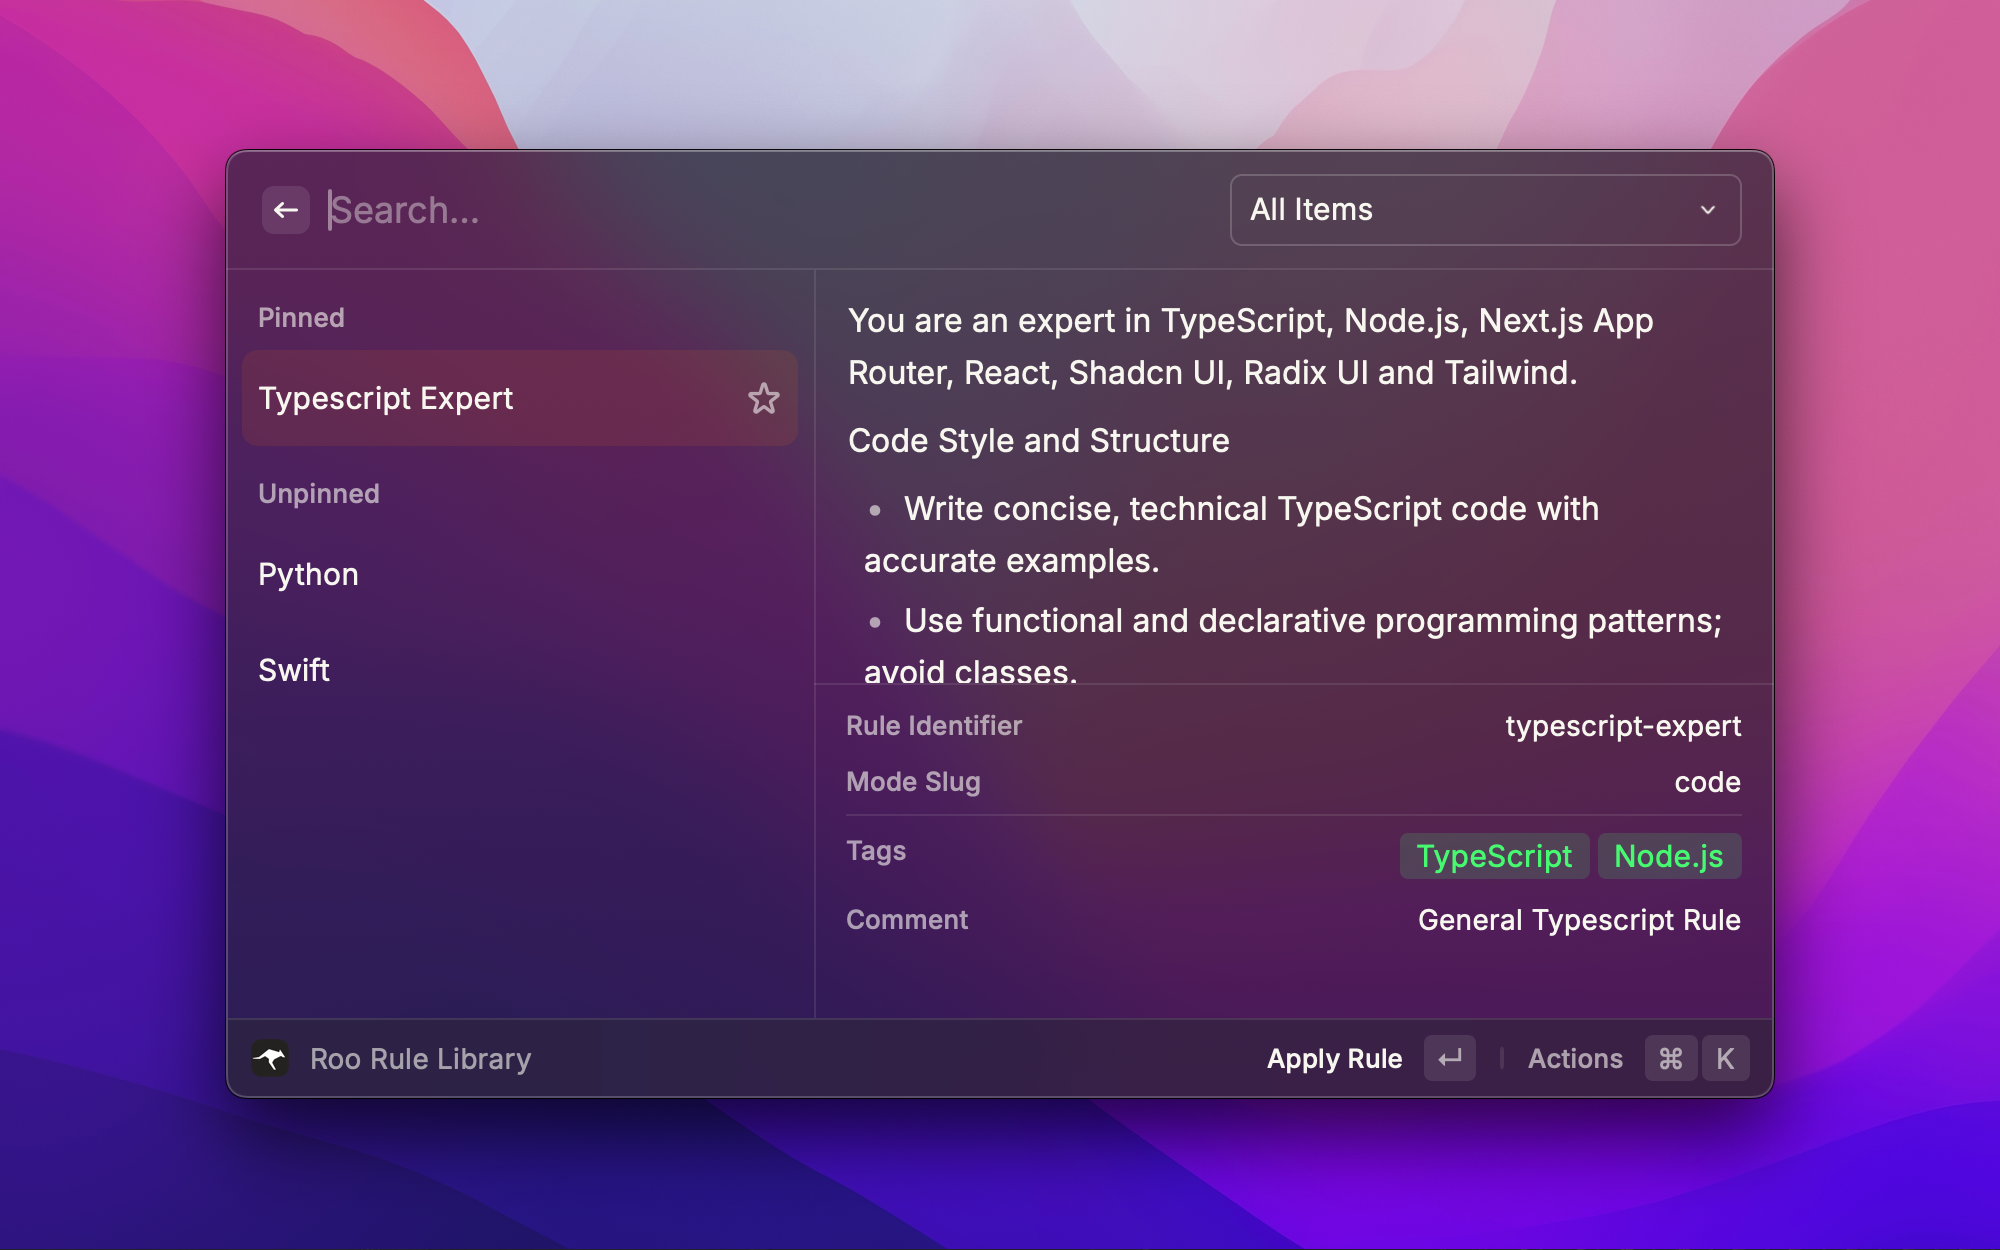 Search...
All Items
Pinned
Typescript Expert
Unpinned
Python
Swift
You are an expert in TypeScript, Node.js, Next.js App
Router, React, Shadcn UI, Radix UI and Tailwind.
Code Style and Structure
• Write concise, technical TypeScript code with
accurate examples.
• Use functional and declarative programming patterns;
avoid classes.
Rule Identifier typescript-expert
Mode Slug code
Tags TypeScript Node.js
Comment General Typescript Rule
Roo Rule Library Apply Rule ↵ Actions ⌘ K